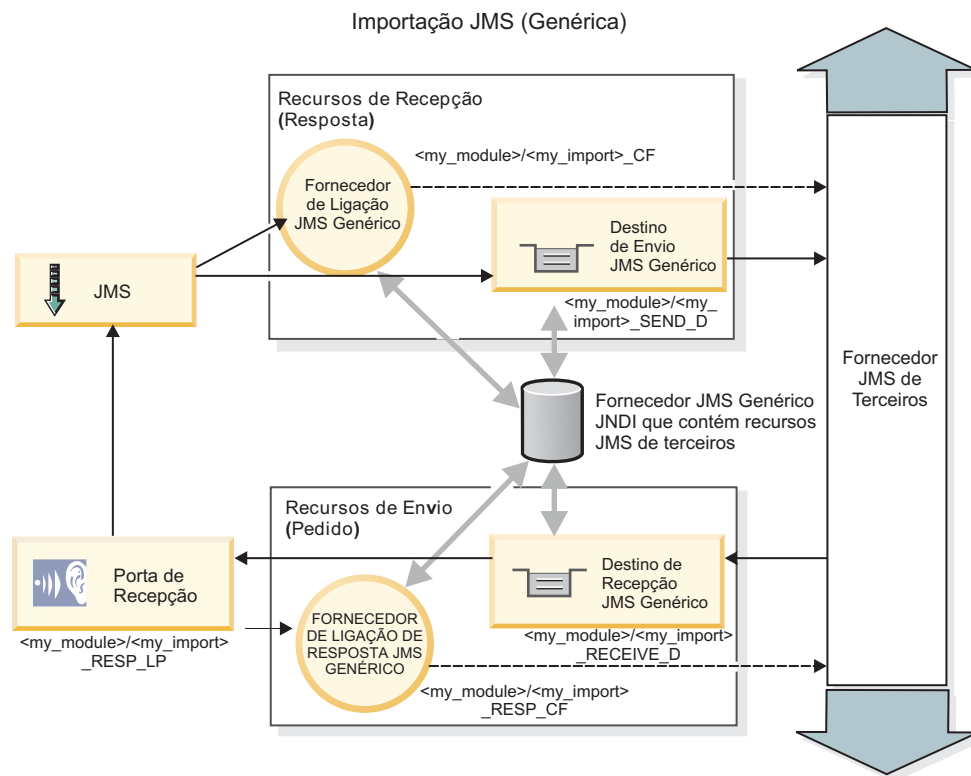 Importação JMS (Genérica)
Recursos de Recepção
(Resposta)
<my_module>/<my_import>_CF
Fornecedor
de Ligação
JMS Genérico
Destino
de Envio
JMS Genérico
JMS
<my_module>/<my_
import>_SEND_D
Fornecedor
JMS de
Terceiros
Fornecedor JMS Genérico
JNDI que contém recursos
JMS de terceiros
Recursos de Envio
(Pedido)
Porta de
Recepção
Destino de
Recepção
JMS Genérico
<my_module>/<my_import>
_RESP_LP
FORNECEDOR
DE LIGAÇÃO DE
RESPOSTA JMS
GENÉRICO
<my_module>/<my_import>
_RECEIVE_D
<my_module>/<my_import>
_RESP_CF